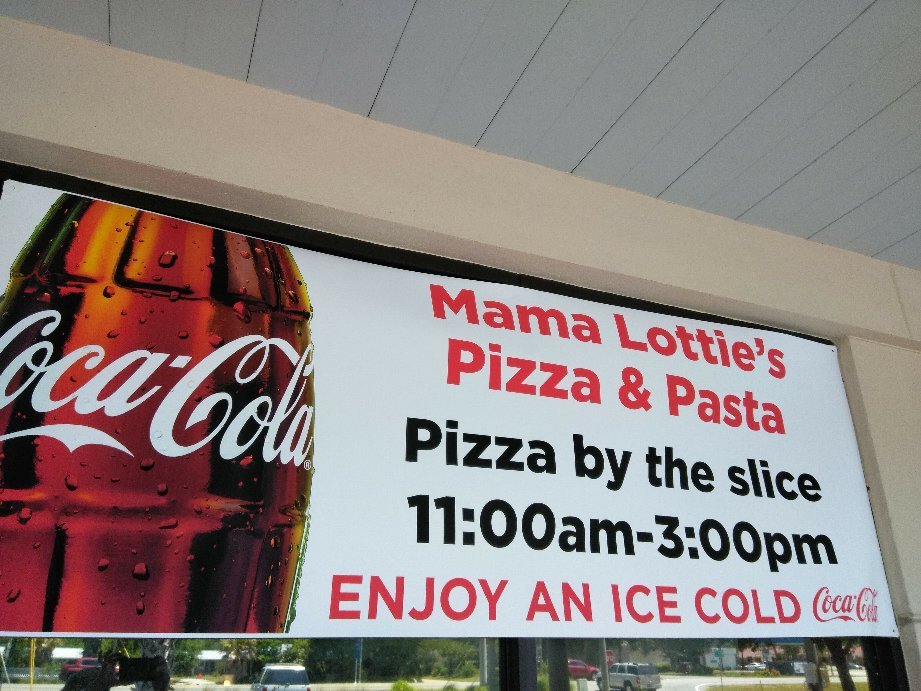 Coca-Cola
Mama Lottie's
Pizza & Pasta
Pizza by the slice
11:00am-3:00pm
ENJOY AN ICE COLD Coca-Cola